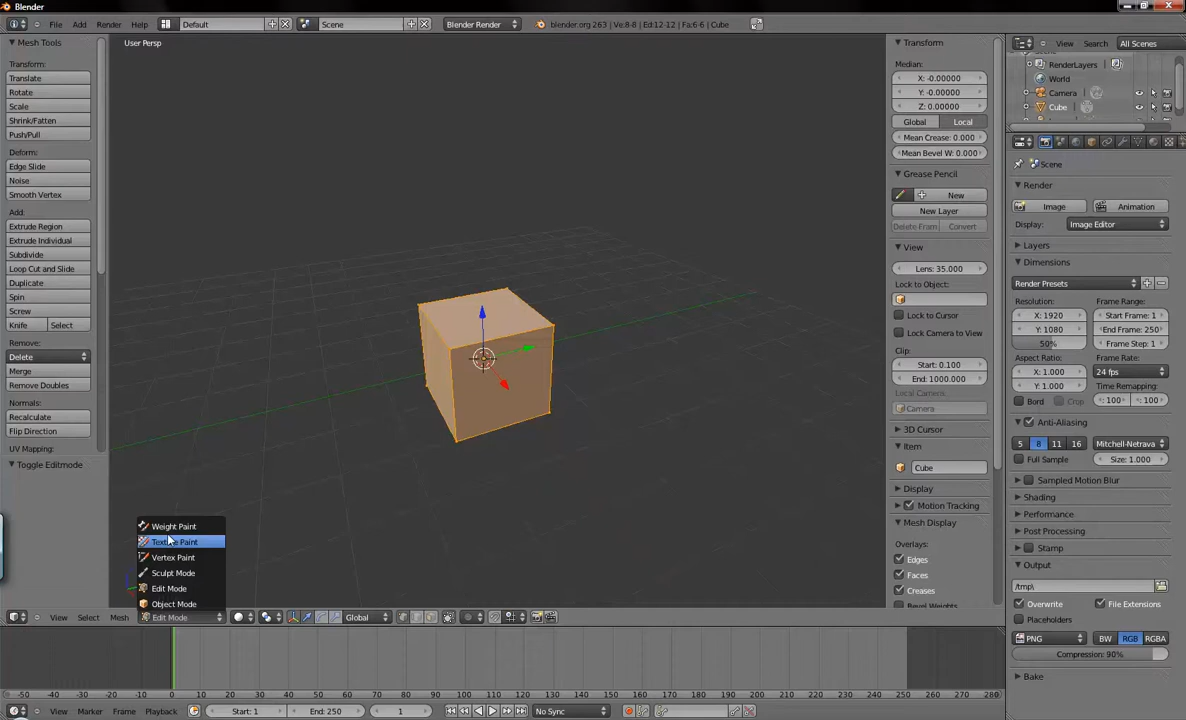 Blender
File Add Render Help Default Scene Blender Render blender.org 263 | Ve:8-8 | Ed:12-12 | Fa:6-6 | Cube
Mesh Tools
Transform:
Translate
Rotate
Scale
Shrink/Fatten
Push/Pull
Deform:
Edge Slide
Noise
Smooth Vertex
Add:
Extrude Region
Extrude Individual
Subdivide
Loop Cut and Slide
Duplicate
Spin
Screw
Knife Select
Remove:
Delete
Merge
Remove Doubles
Normals:
Recalculate
Flip Direction
UV Mapping:
Toggle Editmode
User Persp
Weight Paint
Vertex Paint
Sculpt Mode
Edit Mode
Object Mode
View Select Mesh Edit Mode Global
Transform
Median:
X: -0.00000
Y: -0.00000
Z: 0.00000
Global Local
Mean Crease: 0.000
Mean Bevel W: 0.000
Grease Pencil
New
New Layer
Delete Fram Convert
View
Lens: 35.000
Lock to Object:
Lock to Cursor
Lock Camera to View
Clip:
Start: 0.100
End: 1000.000
Local Camera:
Camera
3D Cursor
Item
Cube
Display
Motion Tracking
Mesh Display
Overlays:
Edges
Faces
Creases
View Search All Scenes
RenderLayers
World
Camera
Cube
Scene
Render
Image Animation
Display: Image Editor
Layers
Dimensions
Render Presets
Resolution: Frame Range:
X: 1920 Start Frame: 1
Y: 1080 End Frame: 250
50% Frame Step: 1
Aspect Ratio: Frame Rate:
X: 1.000 24 fps
Y: 1.000 Time Remapping:
Bord Crop 100 100
Anti-Aliasing
5 8 11 16 Mitchell-Netrava
Full Sample Size: 1.000
Sampled Motion Blur
Shading
Performance
Post Processing
Stamp
Output
/tmp\
Overwrite File Extensions
Placeholders
PNG BW RGB RGBA
Compression: 90%
Bake
-50 -40 -30 -20 -10 0 10 20 30 40 50 60 70 80 90 100 110 120 130 140 150 160 170 180 190 200 210 220 230 240 250 260 270 280
View Marker Frame Playback Start: 1 End: 250 1 No Sync